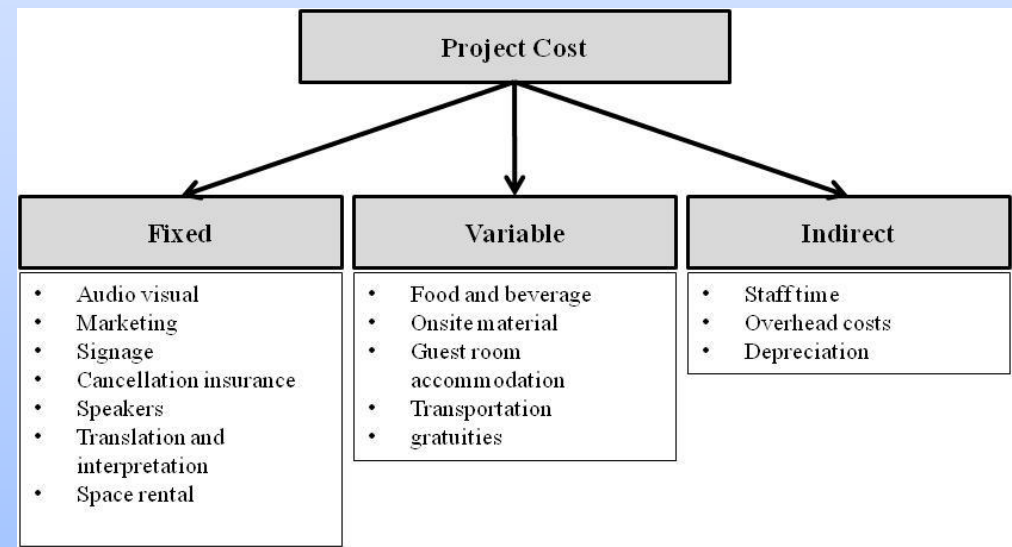 Project Cost
Fixed
• Audio visual
• Marketing
• Signage
• Cancellation insurance
• Speakers
• Translation and
interpretation
• Space rental
Variable
• Food and beverage
• Onsite material
• Guest room
accommodation
• Transportation
• gratuities
Indirect
• Staff time
• Overhead costs
• Depreciation